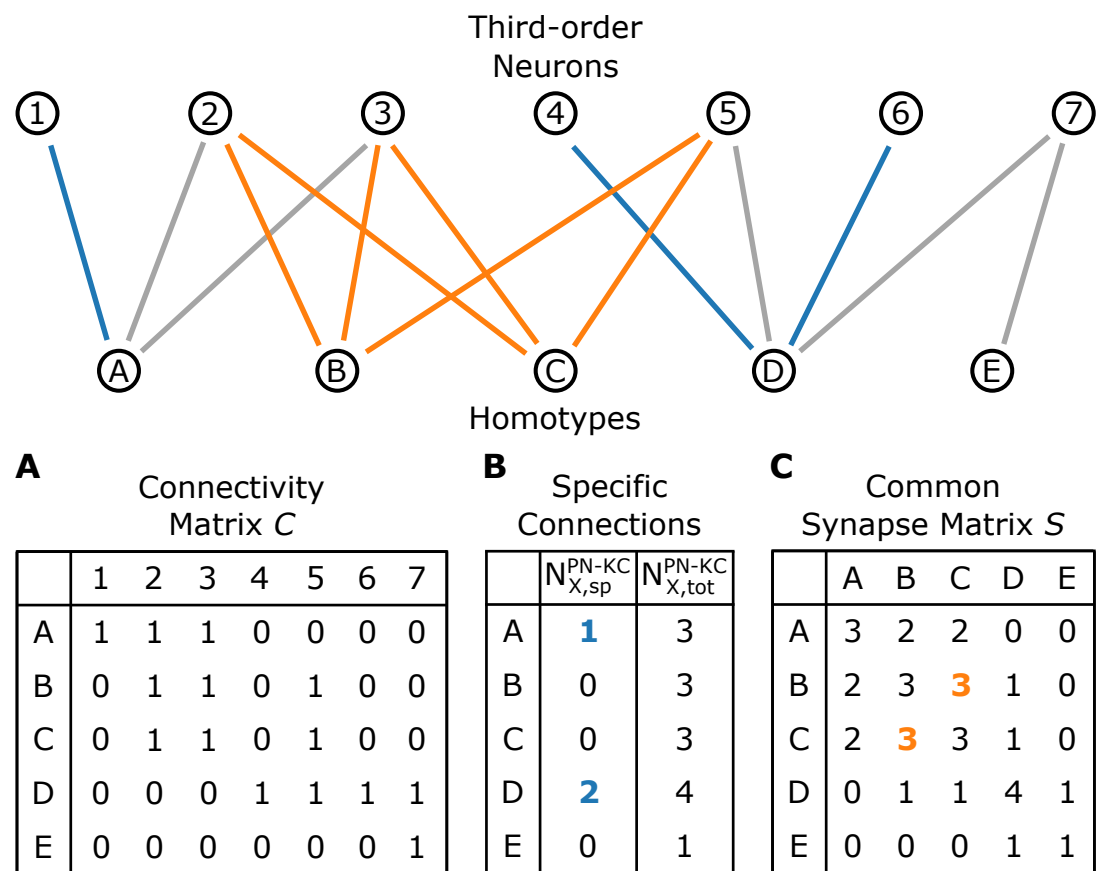 Third-order
Neurons
1 2 3 4 5 6 7
A B C D E
Homotypes
A
Connectivity
Matrix C
1 2 3 4 5 6 7
A 1 1 1 0 0 0 0
B 0 1 1 0 1 0 0
C 0 1 1 0 1 0 0
D 0 0 0 1 1 1 1
E 0 0 0 0 0 0 1
B
Specific
Connections
N PN-KC X,sp N PN-KC X,tot
A 1 3
B 0 3
C 0 3
D 2 4
E 0 1
C
Common
Synapse Matrix S
A B C D E
A 3 2 2 0 0
B 2 3 3 1 0
C 2 3 3 1 0
D 0 1 1 4 1
E 0 0 0 1 1